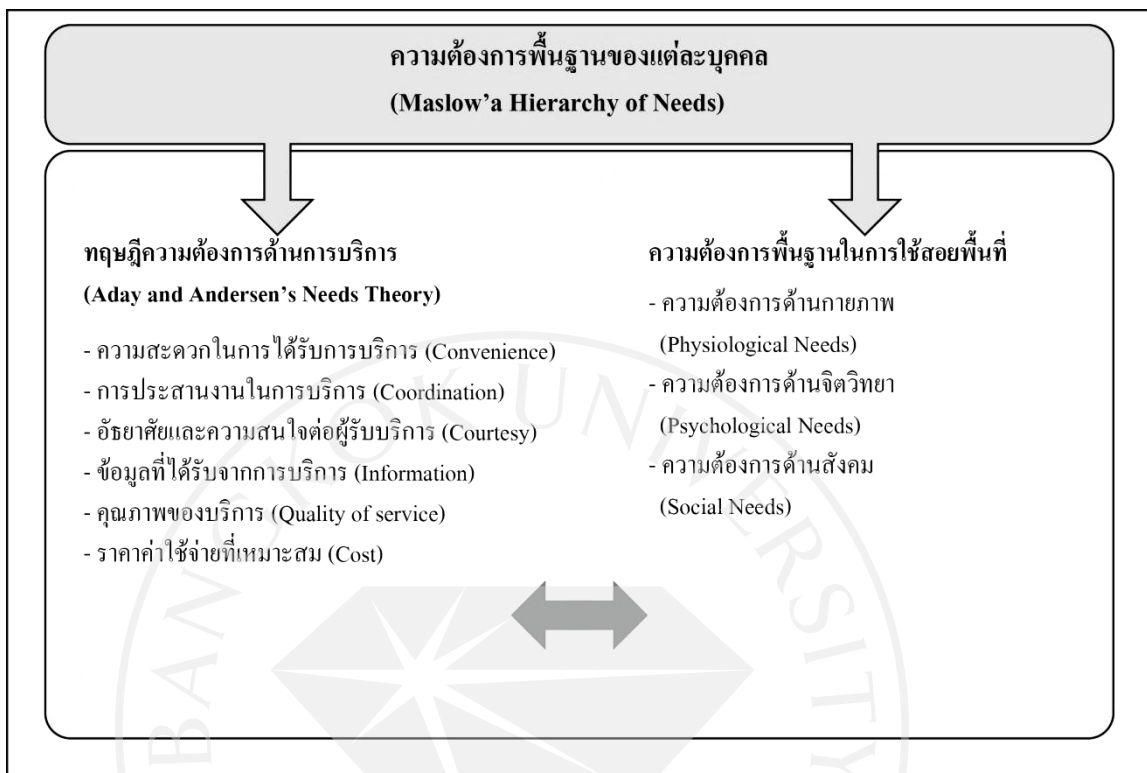 ความต้องการพื้นฐานของแต่ละบุคคล
(Maslow'a Hierarchy of Needs)
ทฤษฎีความต้องการด้านการบริการ
(Aday and Andersen's Needs Theory)
- ความสะดวกในการได้รับการบริการ (Convenience)
- การประสานงานในการบริการ (Coordination)
- อัธยาศัยและความสนใจต่อผู้รับบริการ (Courtesy)
- ข้อมูลที่ได้รับจากการบริการ (Information)
- คุณภาพของบริการ (Quality of service)
- ราคาค่าใช้จ่ายที่เหมาะสม (Cost)
ความต้องการพื้นฐานในการใช้สอยพื้นที่
- ความต้องการด้านกายภาพ
(Physiological Needs)
- ความต้องการด้านจิตวิทยา
(Psychological Needs)
- ความต้องการด้านสังคม
(Social Needs)
BANGKOK UNIVERSITY